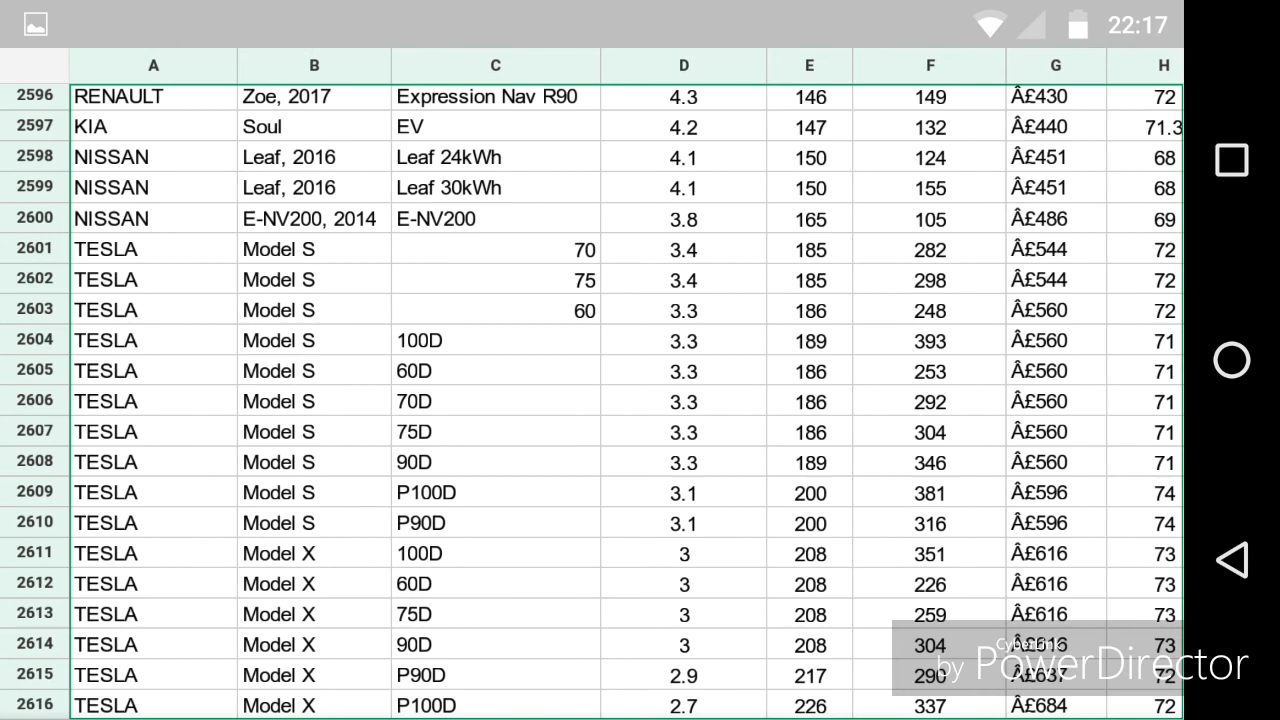 22:17
A B C D E F G H
2596 RENAULT Zoe, 2017 Expression Nav R90 4.3 146 149 Â£430 72
2597 KIA Soul EV 4.2 147 132 Â£440 71.3
2598 NISSAN Leaf, 2016 Leaf 24kWh 4.1 150 124 Â£451 68
2599 NISSAN Leaf, 2016 Leaf 30kWh 4.1 150 155 Â£451 68
2600 NISSAN E-NV200, 2014 E-NV200 3.8 165 105 Â£486 69
2601 TESLA Model S 70 3.4 185 282 Â£544 72
2602 TESLA Model S 75 3.4 185 298 Â£544 72
2603 TESLA Model S 60 3.3 186 248 Â£560 72
2604 TESLA Model S 100D 3.3 189 393 Â£560 71
2605 TESLA Model S 60D 3.3 186 253 Â£560 71
2606 TESLA Model S 70D 3.3 186 292 Â£560 71
2607 TESLA Model S 75D 3.3 186 304 Â£560 71
2608 TESLA Model S 90D 3.3 189 346 Â£560 71
2609 TESLA Model S P100D 3.1 200 381 Â£596 74
2610 TESLA Model S P90D 3.1 200 316 Â£596 74
2611 TESLA Model X 100D 3 208 351 Â£616 73
2612 TESLA Model X 60D 3 208 226 Â£616 73
2613 TESLA Model X 75D 3 208 259 Â£616 73
2614 TESLA Model X 90D 3 208 304 Â£616 73
2615 TESLA Model X P90D 2.9 217 290 Â£637 72
2616 TESLA Model X P100D 2.7 226 337 Â£684 72
CyberLink
by PowerDirector